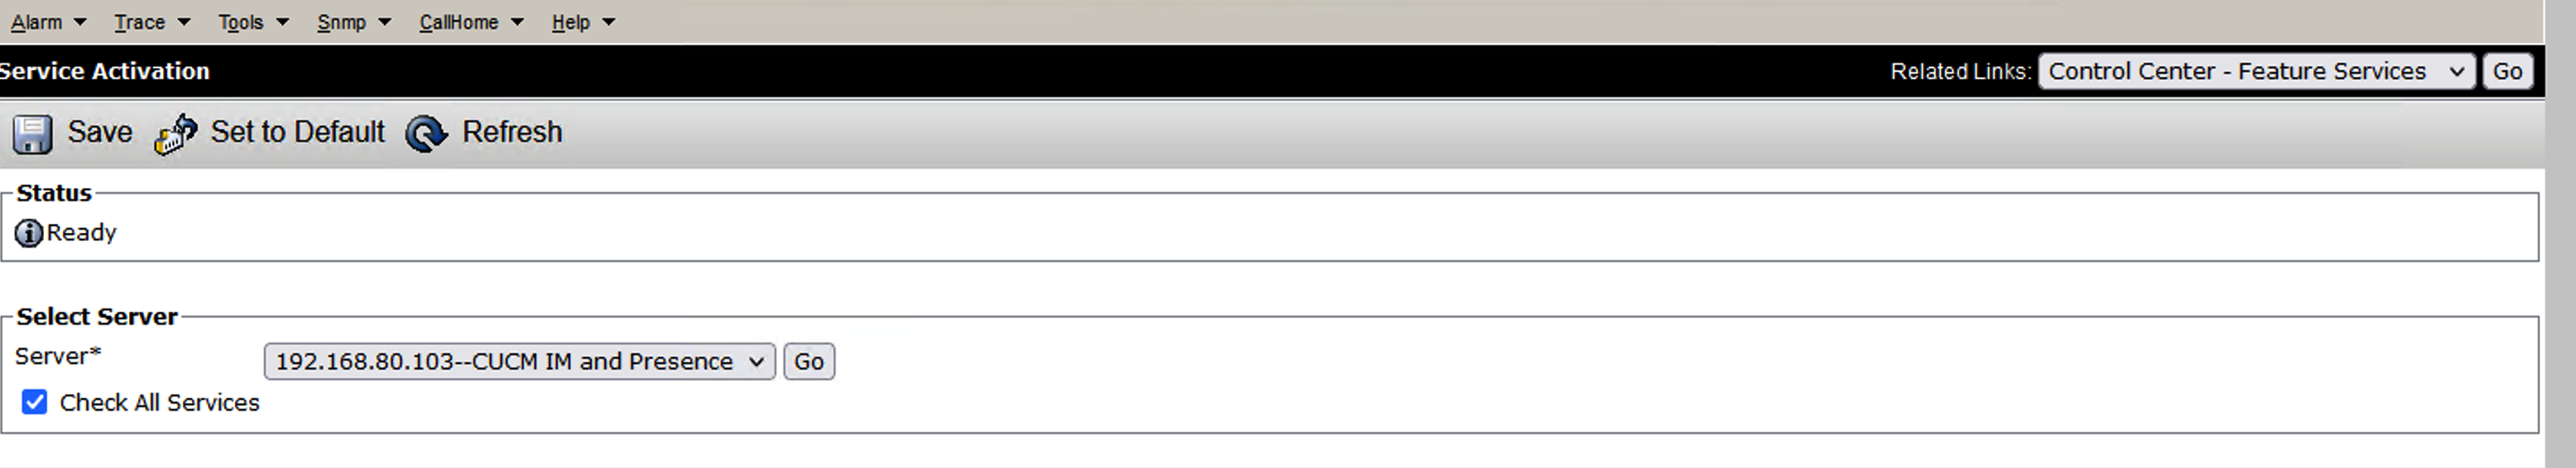 Alarm Trace Tools Snmp CallHome Help
Service Activation Related Links: Control Center - Feature Services Go
Save Set to Default Refresh
Status
Ready
Select Server
Server* 192.168.80.103--CUCM IM and Presence Go
Check All Services